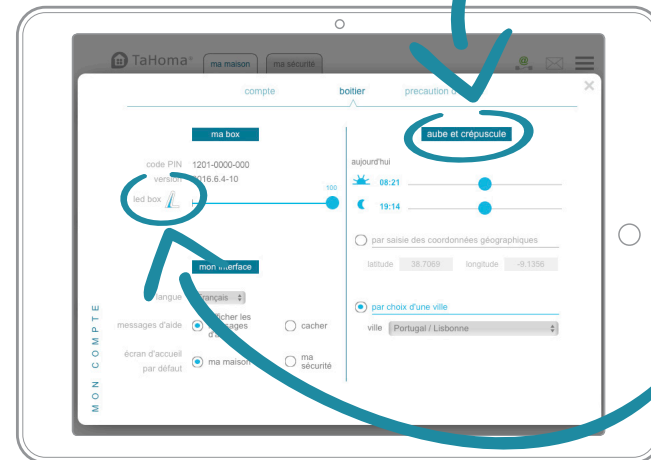 TaHoma®
ma maison
ma sécurité
compte
boitier
precaution d
ma box
code PIN 1201-0000-000
version 2016.6.4-10
led box
100
mon interface
langue Français
messages d'aide
afficher les
messages
cacher
écran d'accueil
par défaut
ma maison
ma
sécurité
MON COMPTE
aube et crépuscule
aujourd'hui
08:21
19:14
par saisie des coordonnées géographiques
latitude 38.7069 longitude -9.1356
par choix d'une ville
ville Portugal / Lisbonne